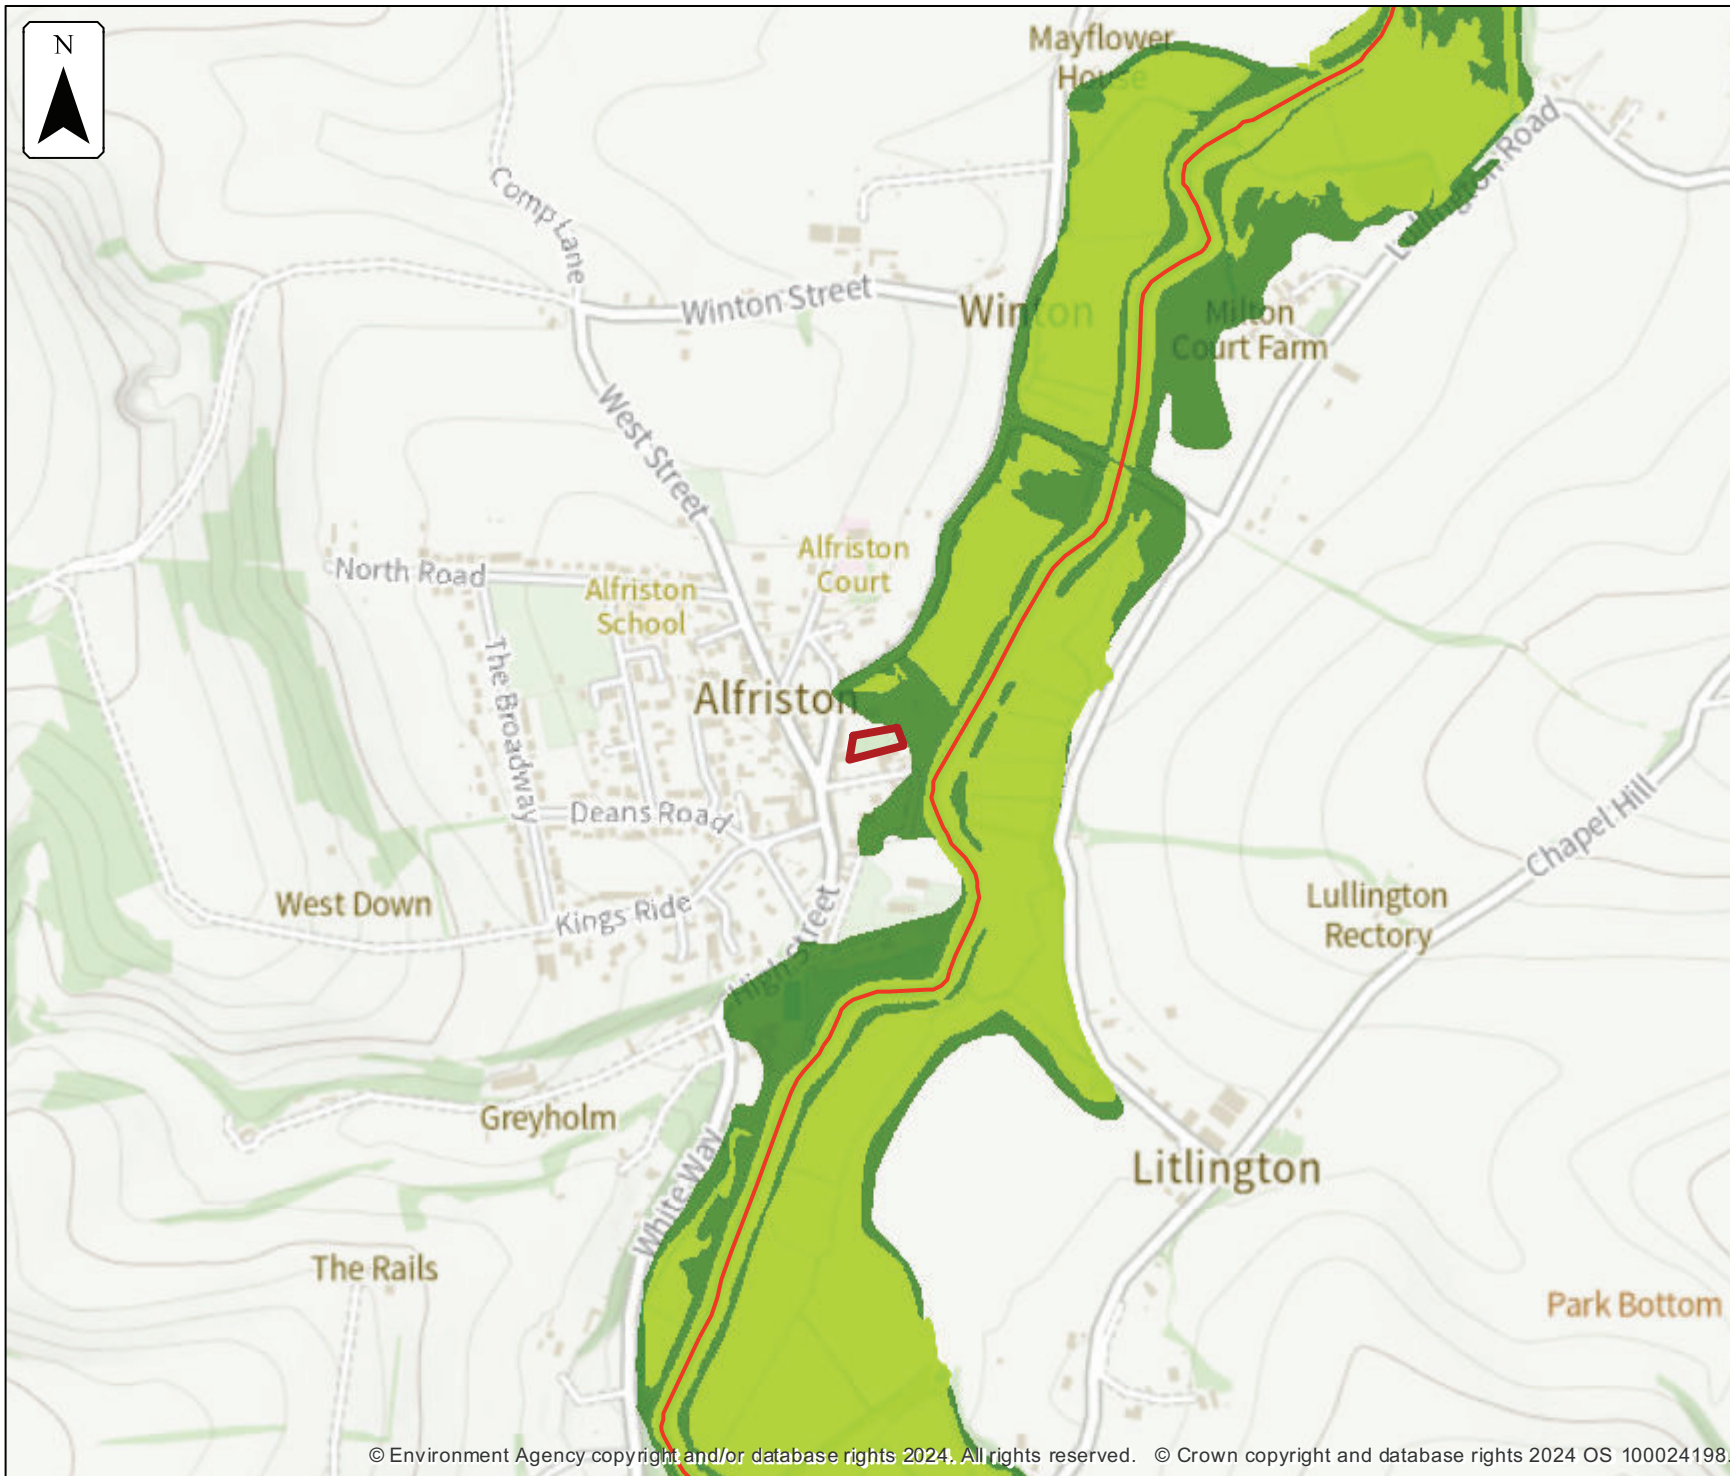 N
Mayflower
House
Lullington Road
Comp Lane
Winton Street
Winton
Milton
Court Farm
West Street
North Road
Alfriston
School
Alfriston
Court
The Broadway
Alfriston
Deans Road
Chapel Hill
West Down
Kings Ride
High Street
Lullington
Rectory
Greyholm
White Way
Litlington
The Rails
Park Bottom
© Environment Agency copyright and/or database rights 2024. All rights reserved. © Crown copyright and database rights 2024 OS 100024198